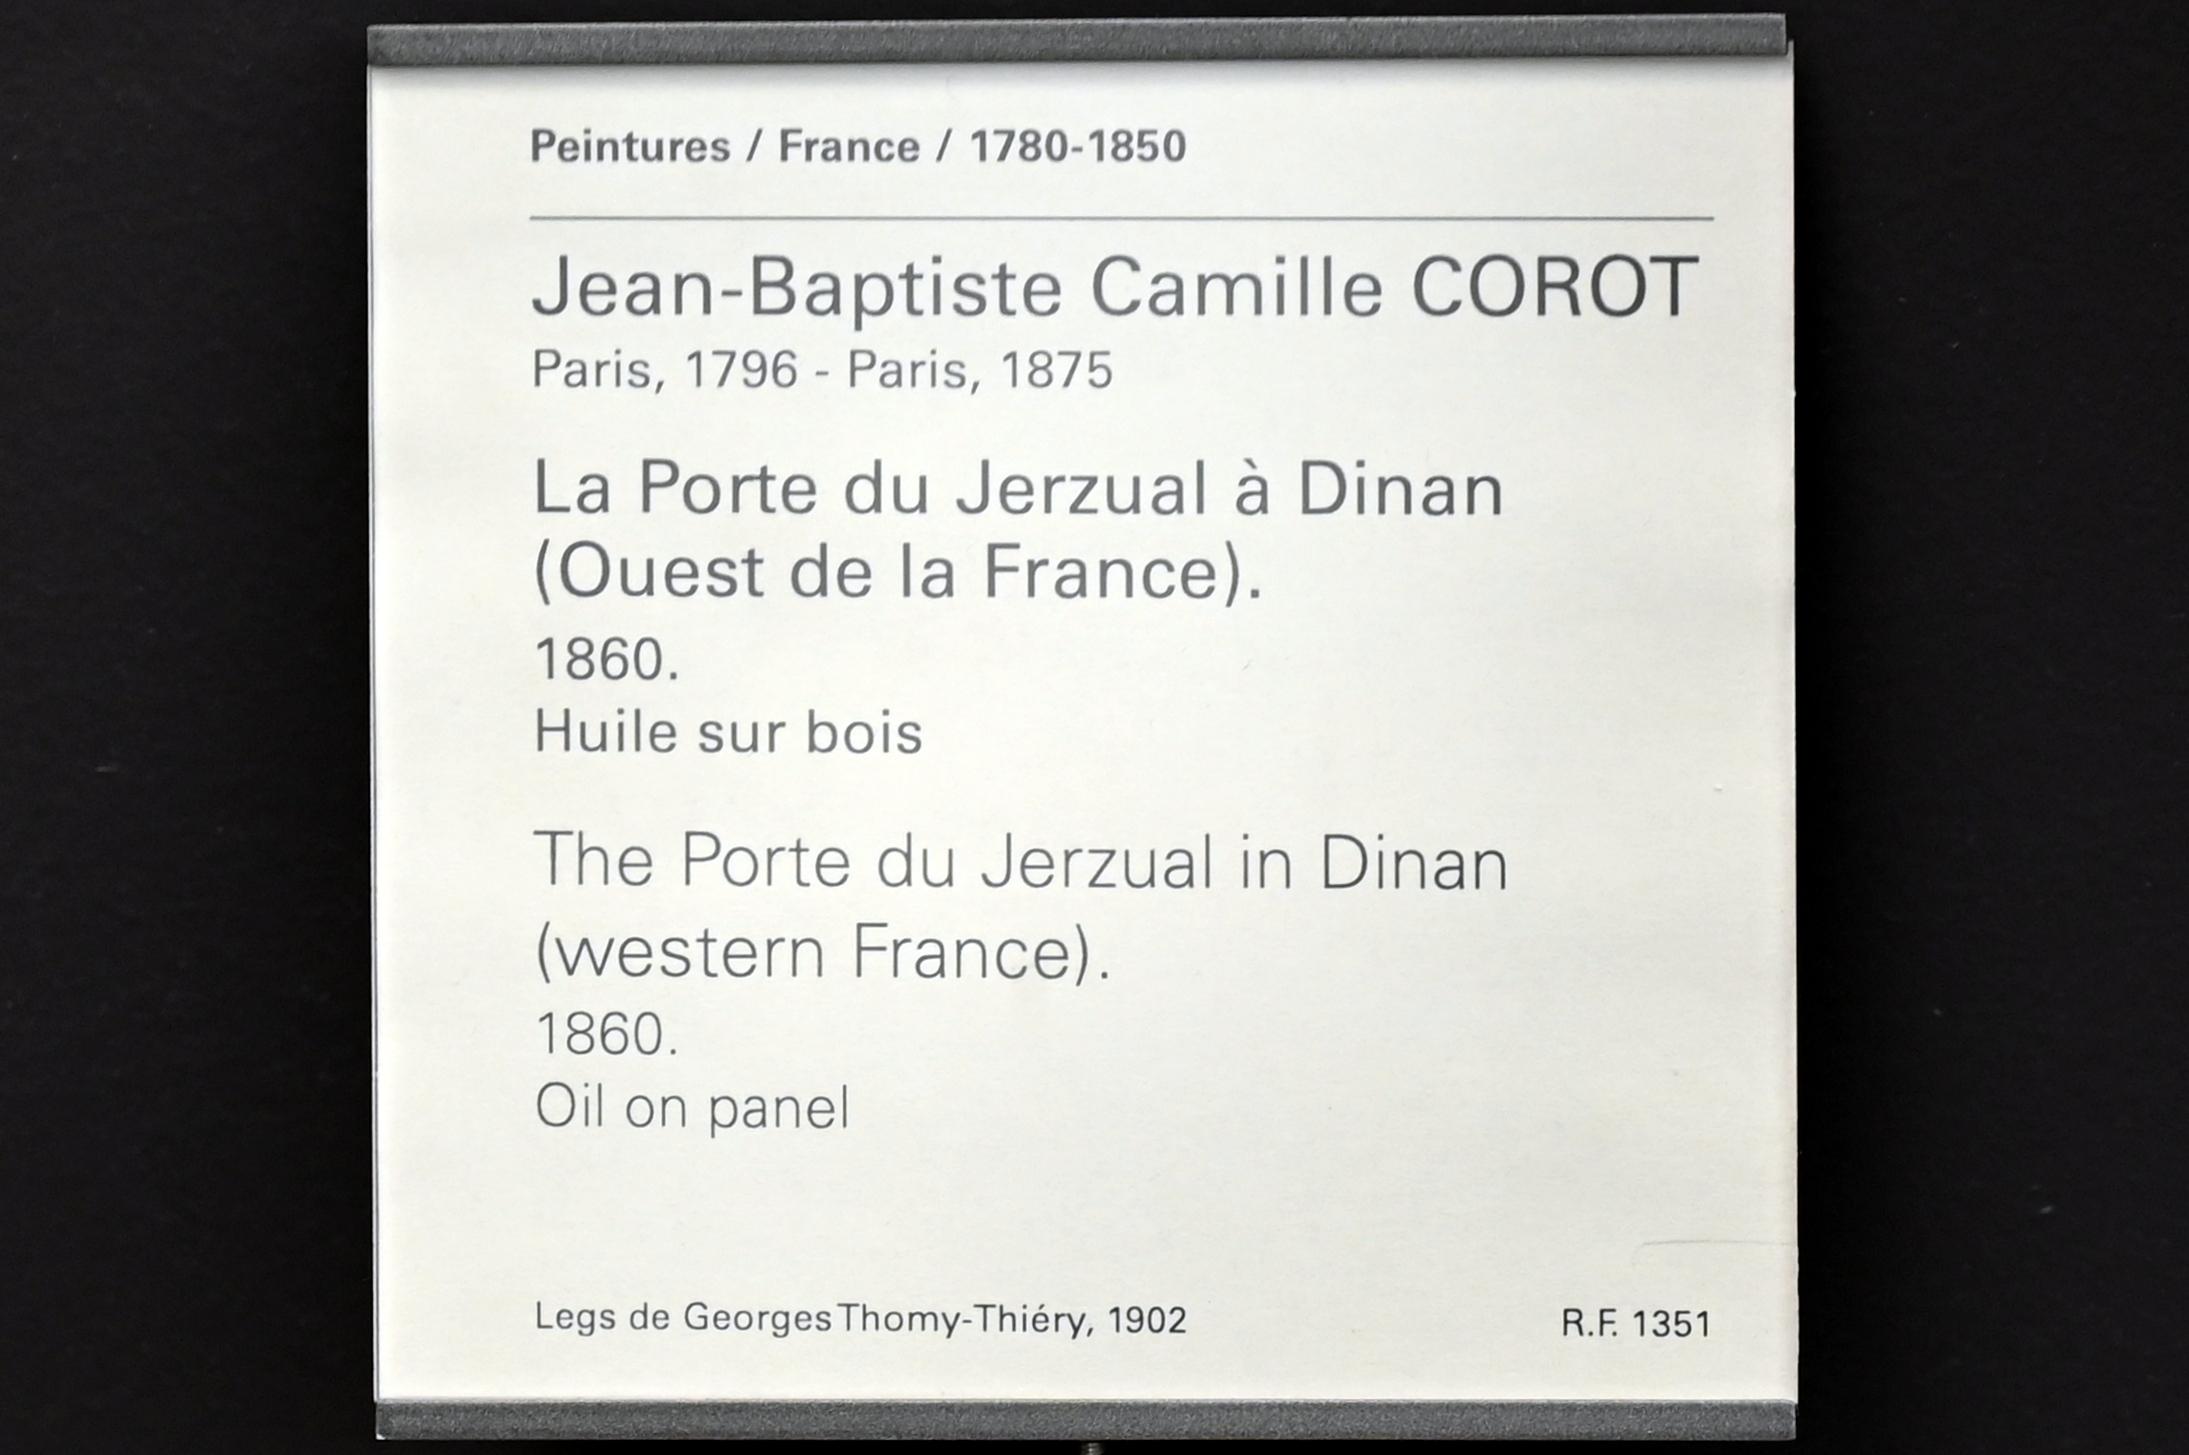 Peintures / France / 1780-1850
Jean-Baptiste Camille COROT
Paris, 1796 - Paris, 1875
La Porte du Jerzual à Dinan
(Ouest de la France).
1860.
Huile sur bois
The Porte du Jerzual in Dinan
(western France).
1860.
Oil on panel
Legs de Georges Thomy-Thiéry, 1902 R.F. 1351